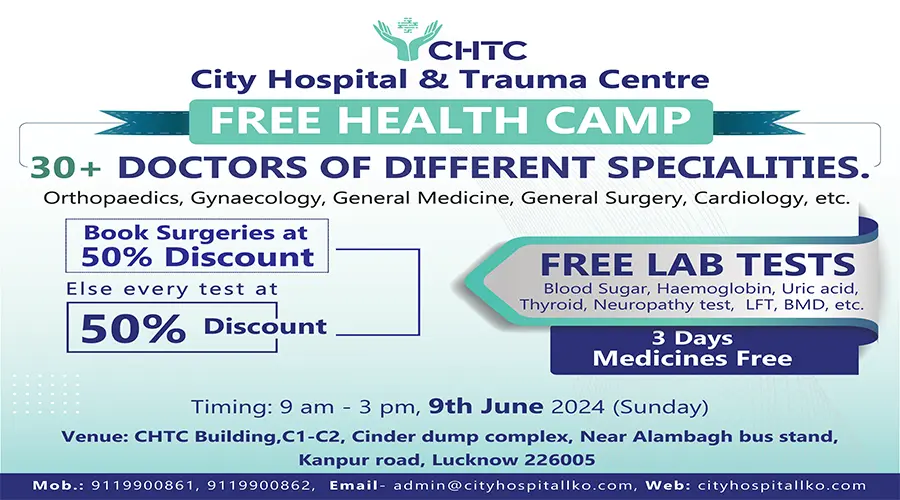 CHTC
City Hospital & Trauma Centre
FREE HEALTH CAMP
30+ DOCTORS OF DIFFERENT SPECIALITIES.
Orthopaedics, Gynaecology, General Medicine, General Surgery, Cardiology, etc.
Book Surgeries at
50% Discount
Else every test at
50% Discount
FREE LAB TESTS
Blood Sugar, Haemoglobin, Uric acid,
Thyroid, Neuropathy test, LFT, BMD, etc.
3 Days
Medicines Free
Timing: 9 am - 3 pm, 9th June 2024 (Sunday)
Venue: CHTC Building,C1-C2, Cinder dump complex, Near Alambagh bus stand,
Kanpur road, Lucknow 226005
Mob.: 9119900861, 9119900862, Email- admin@cityhospitallko.com, Web: cityhospitallko.com